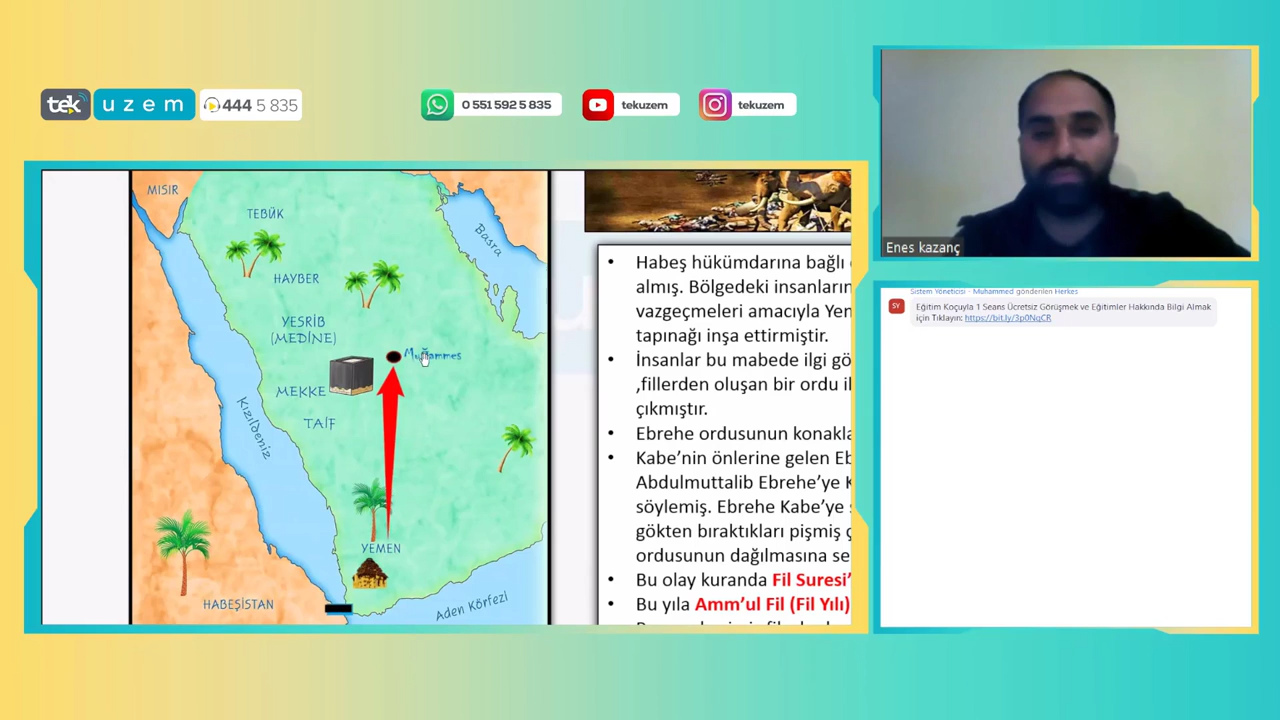 tek uzem 444 5 835
0 551 592 5 835
tekuzem
tekuzem
MISIR
TEBÜK
Basra
HAYBER
YESRİB
(MEDİNE)
MEKKE
TAİF
Kızıldeniz
YEMEN
HABEŞİSTAN
Aden Körfezi
• Habeş hükümdarına bağlı
almış. Bölgedeki insanların
vazgeçmeleri amacıyla Yem
tapınağı inşa ettirmiştir.
• İnsanlar bu mabede ilgi gö
,fillerden oluşan bir ordu il
çıkmıştır.
• Ebrehe ordusunun konakla
• Kabe'nin önlerine gelen Eb
Abdulmuttalib Ebrehe'ye K
söylemiş. Ebrehe Kabe'ye s
gökten bıraktıkları pişmiş ç
ordusunun dağılmasına se
• Bu olay kuranda Fil Suresi'
• Bu yıla Amm'ul Fil (Fil Yılı)
Enes kazanç
Sistem Yöneticisi - Muhammed gönderilen Herkes
SY
Eğitim Koçuyla 1 Seans Ücretsiz Görüşmek ve Eğitimler Hakkında Bilgi Almak
için Tıklayın: https://bit.ly/3p0NqCR